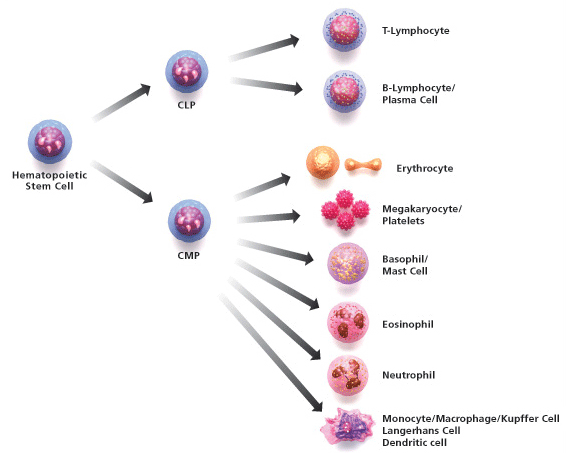 T-Lymphocyte
CLP
B-Lymphocyte/
Plasma Cell
Hematopoietic
Stem Cell
Erythrocyte
Megakaryocyte/
Platelets
CMP
Basophil/
Mast Cell
Eosinophil
Neutrophil
Monocyte/Macrophage/Kupffer Cell
Langerhans Cell
Dendritic cell